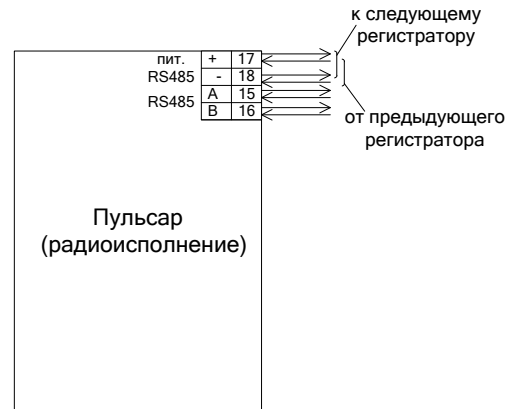 к следующему
регистратору
пит. + 17
RS485 - 18
RS485 A 15
B 16
от предыдущего
регистратора
Пульсар
(радиоисполнение)